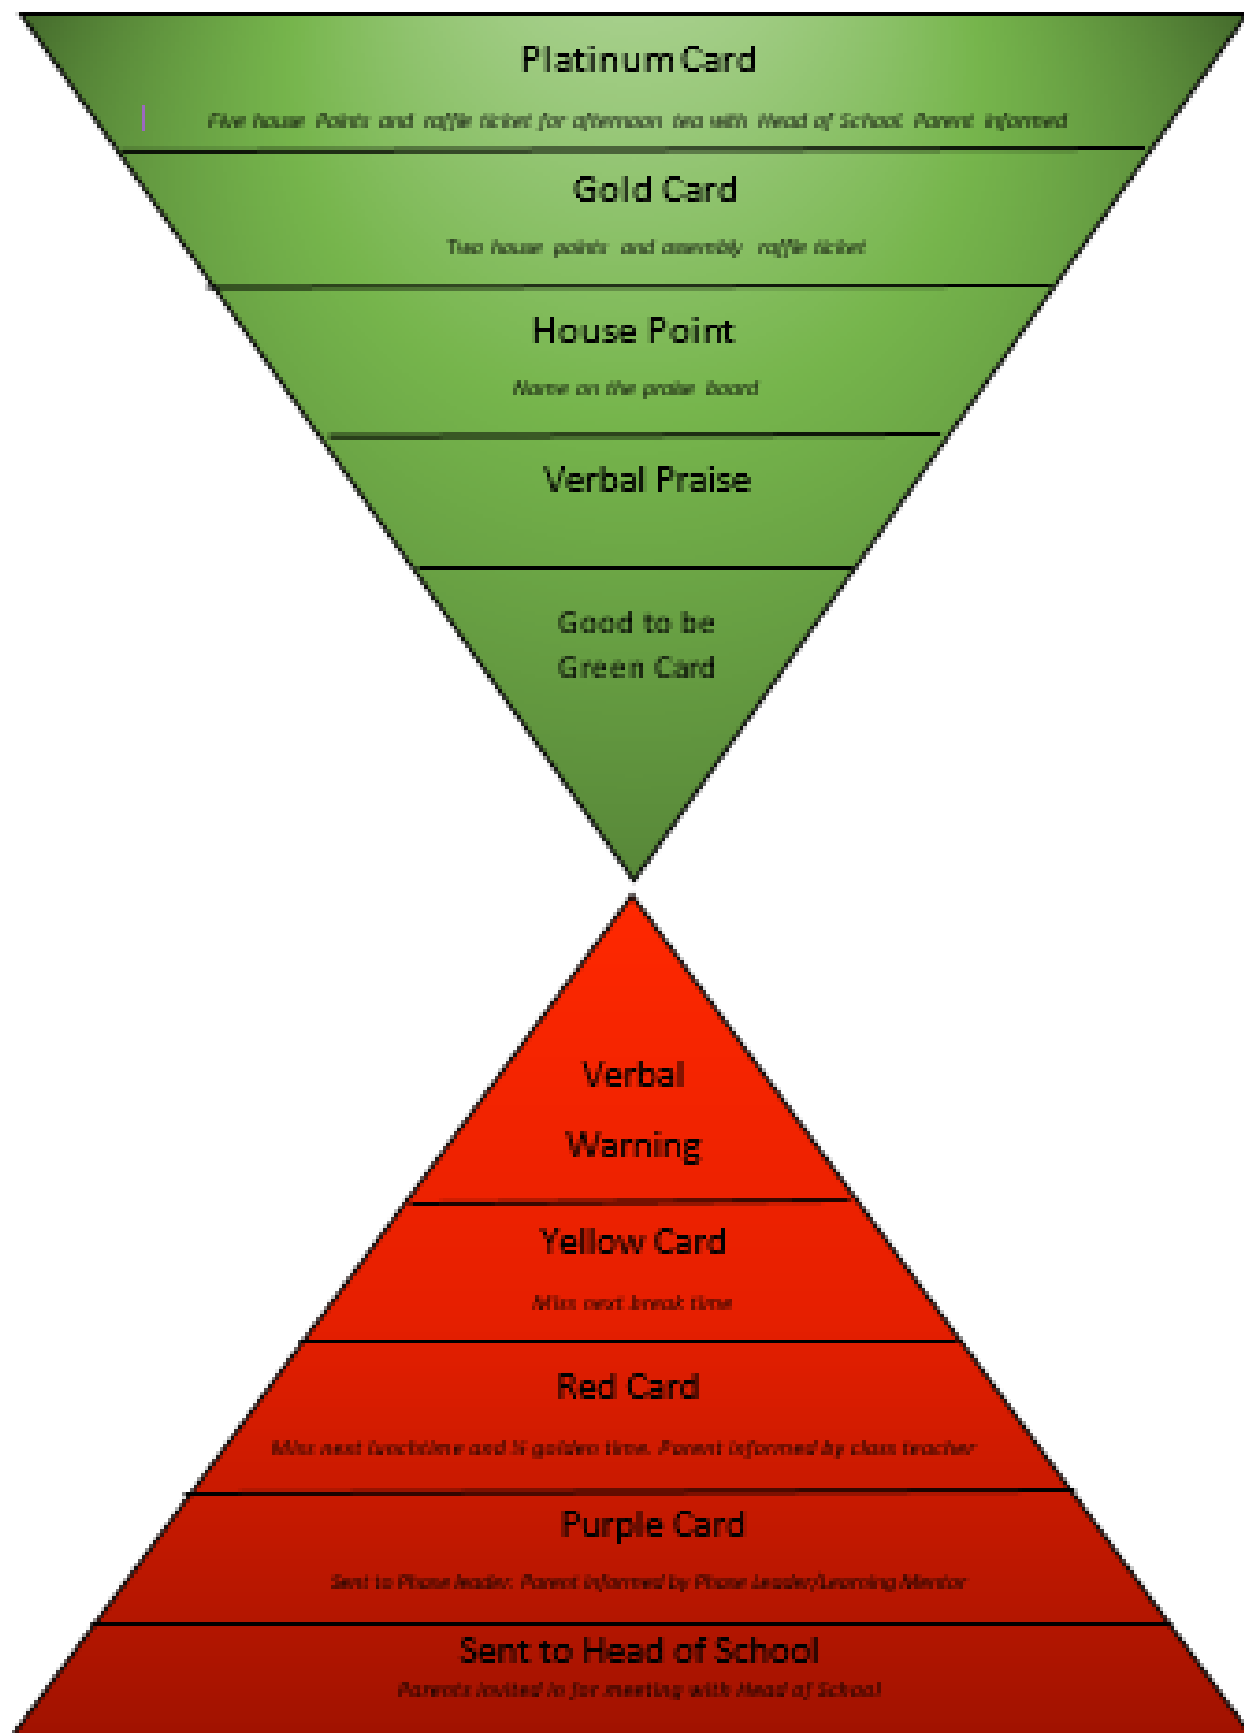 Platinum Card
Five house Points and raffle ticket for afternoon tea with Head of School. Parent informed
Gold Card
Two house points and assembly raffle ticket
House Point
Name on the praise board
Verbal Praise
Good to be
Green Card
Verbal
Warning
Yellow Card
Miss next break time
Red Card
Miss next lunchtime and ½ golden time. Parent informed by class teacher
Purple Card
Sent to Phase leader. Parent informed by Phase Leader/Learning Mentor
Sent to Head of School
Parents invited in for meeting with Head of School